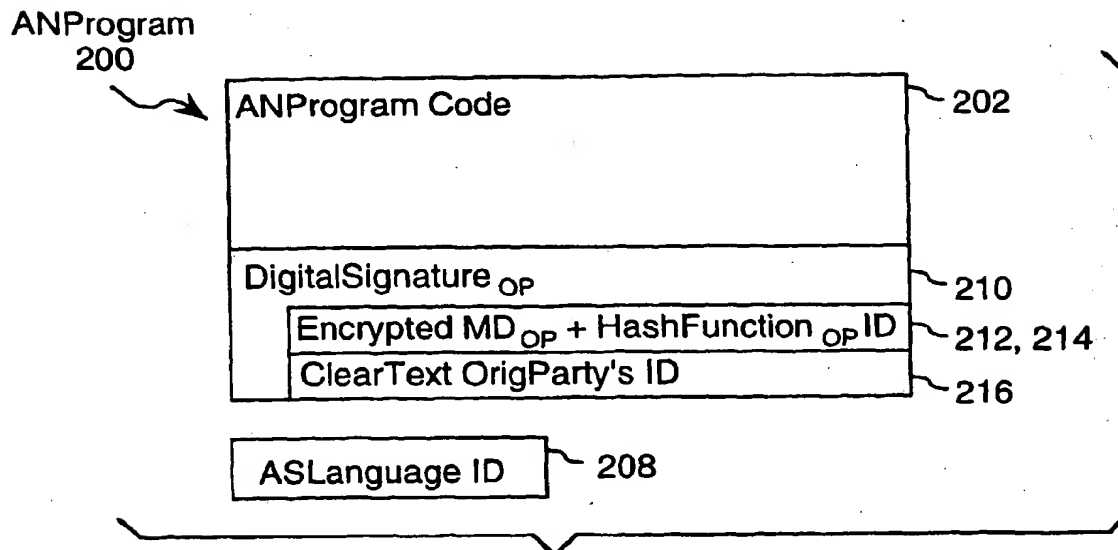 ANProgram
200
ANProgram Code
202
DigitalSignature OP
210
Encrypted MD OP + HashFunction OP ID
212, 214
ClearText OrigParty's ID
216
ASLanguage ID
208